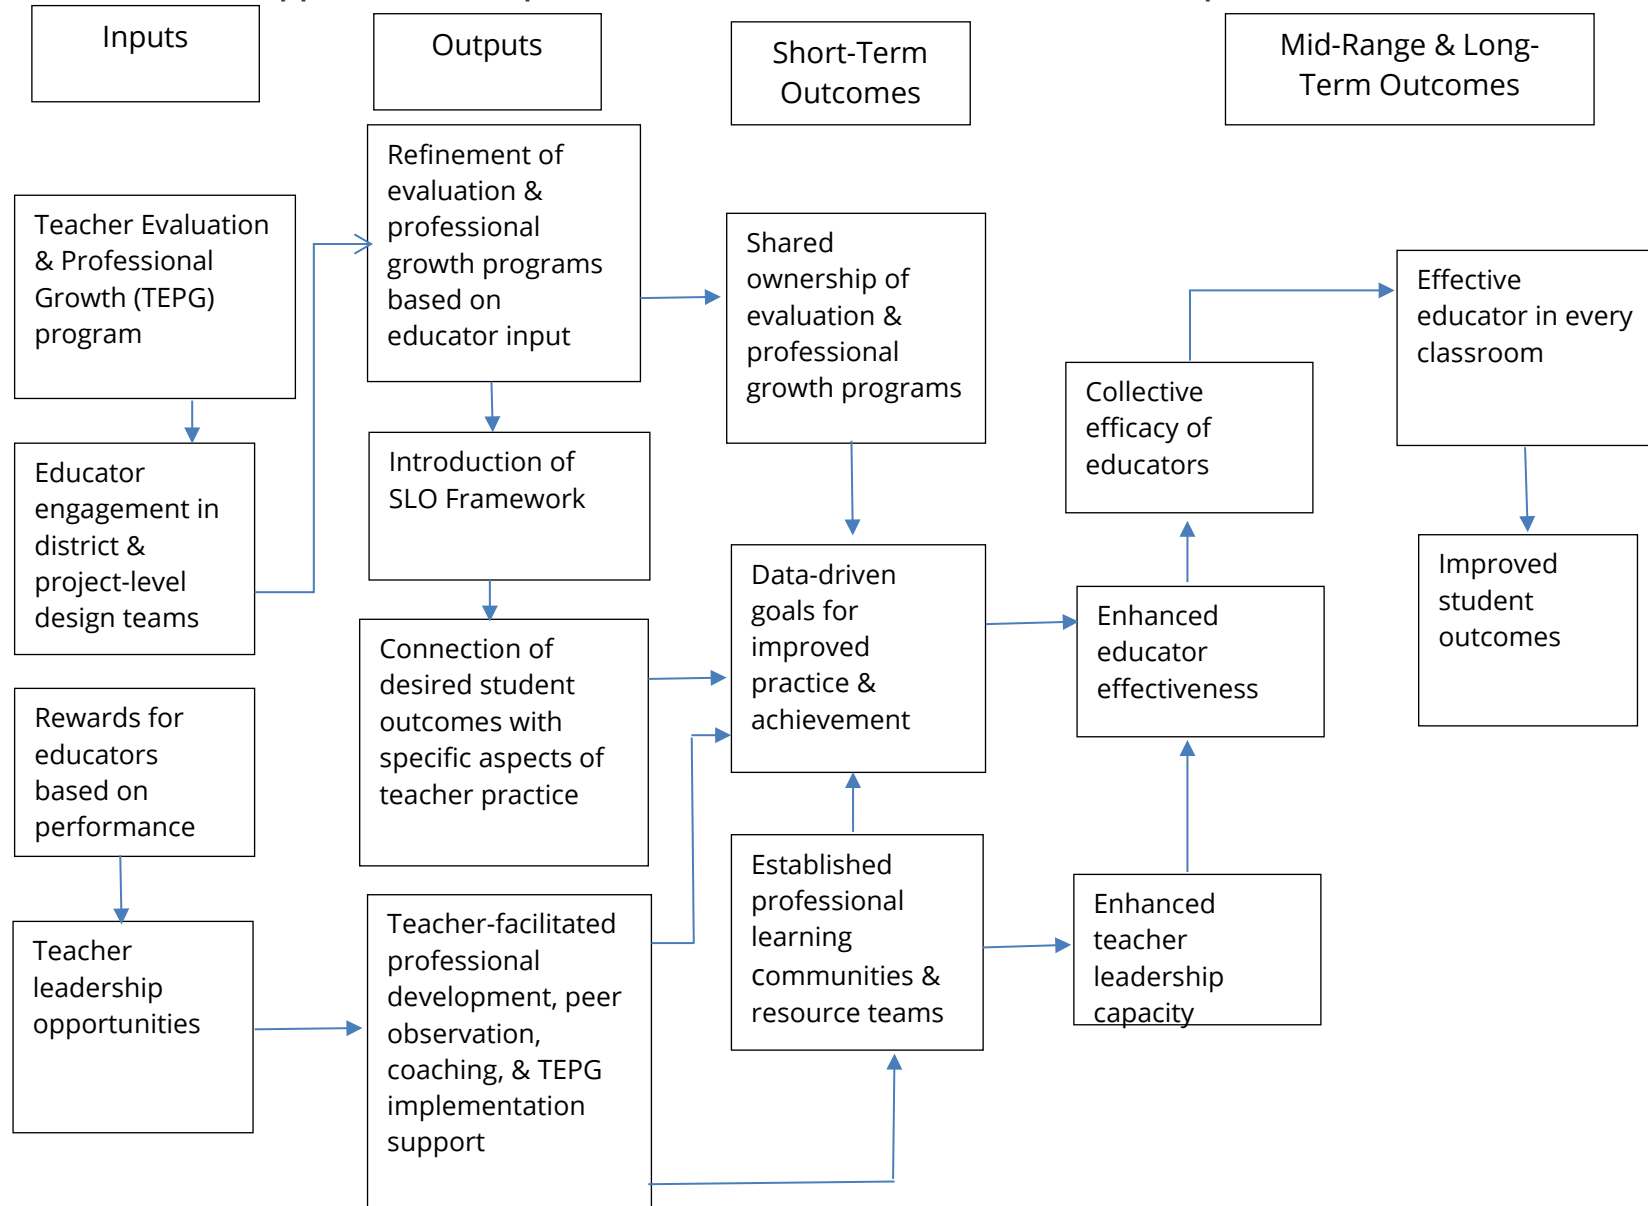 Inputs
Outputs
Short-Term
Outcomes
Mid-Range & Long-
Term Outcomes
Teacher Evaluation
& Professional
Growth (TEPG)
program
Educator
engagement in
district &
project-level
design teams
Rewards for
educators
based on
performance
Teacher
leadership
opportunities
Refinement of
evaluation &
professional
growth programs
based on
educator input
Introduction of
SLO Framework
Connection of
desired student
outcomes with
specific aspects of
teacher practice
Teacher-facilitated
professional
development, peer
observation,
coaching, & TEPG
implementation
support
Shared
ownership of
evaluation &
professional
growth programs
Data-driven
goals for
improved
practice &
achievement
Established
professional
learning
communities &
resource teams
Collective
efficacy of
educators
Enhanced
educator
effectiveness
Enhanced
teacher
leadership
capacity
Effective
educator in every
classroom
Improved
student
outcomes